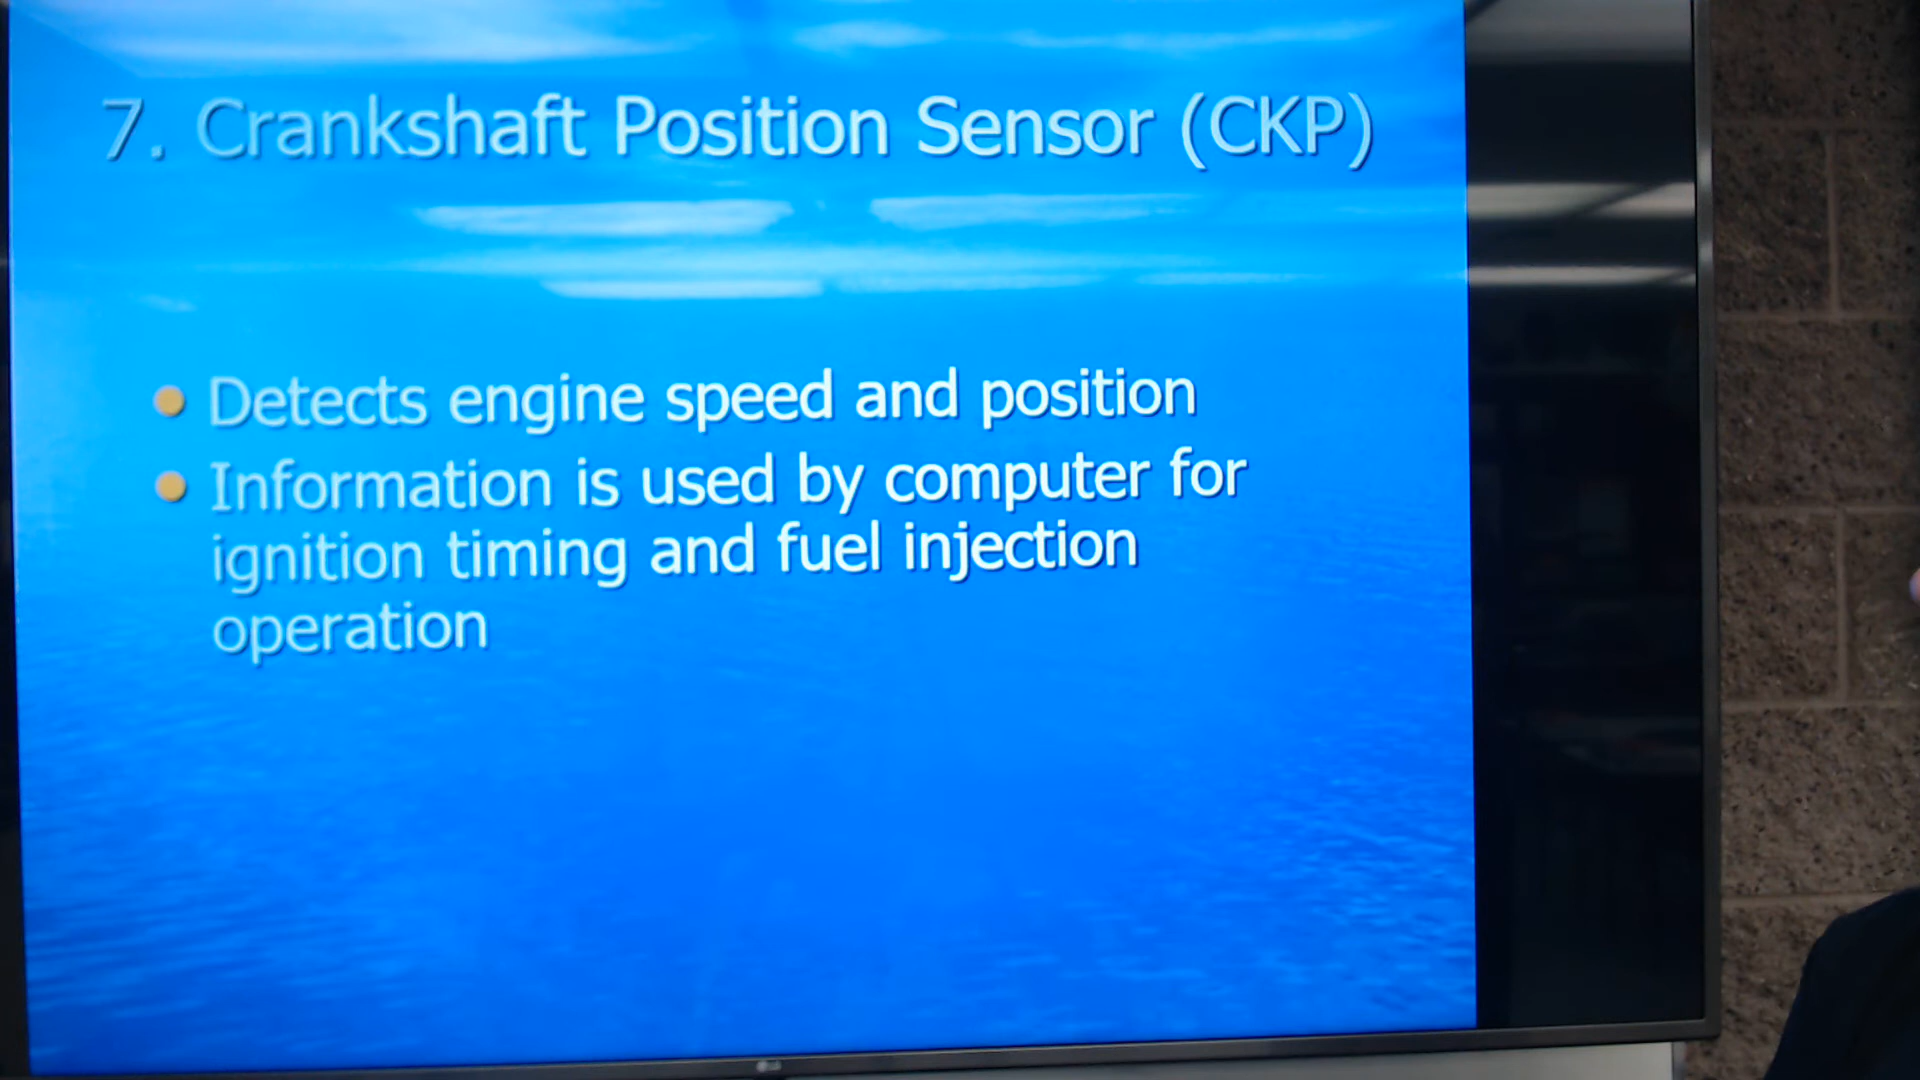 7. Crankshaft Position Sensor (CKP)
Detects engine speed and position
Information is used by computer for
ignition timing and fuel injection
operation
LG